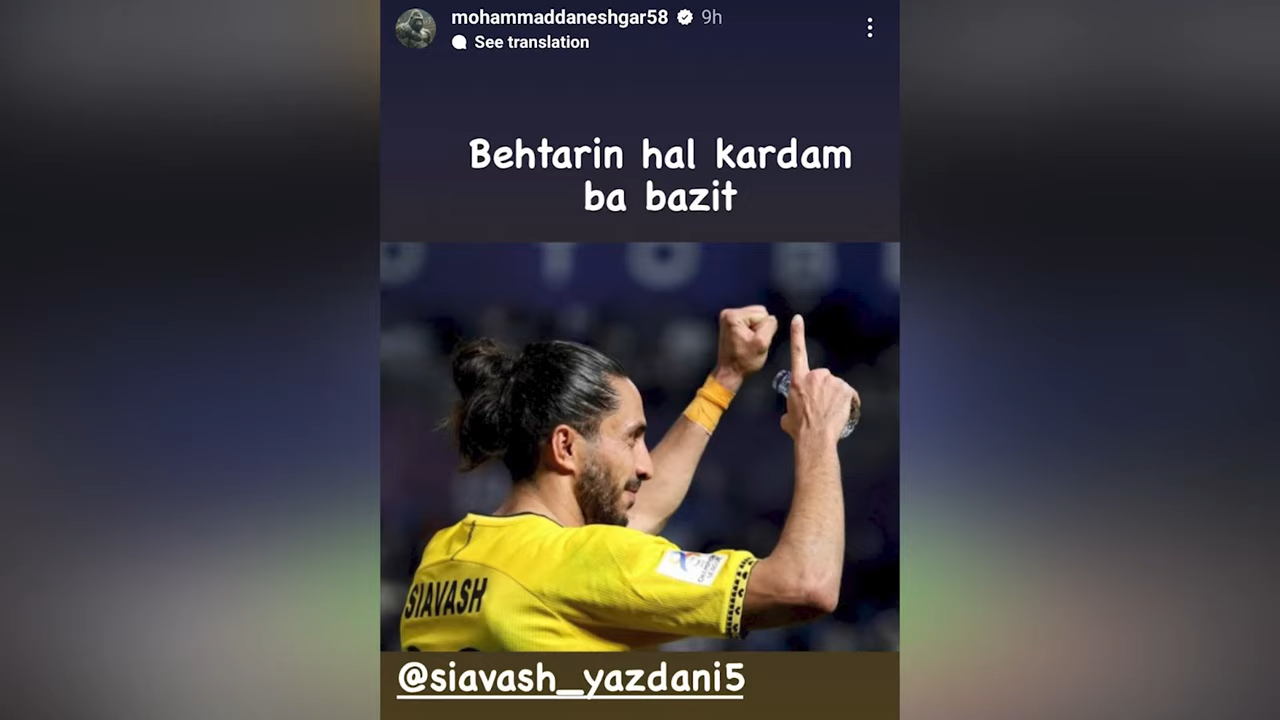 mohammaddaneshgar58 9h
See translation
Behtarin hal kardam
ba bazit
SIAVASH
@siavash_yazdani5